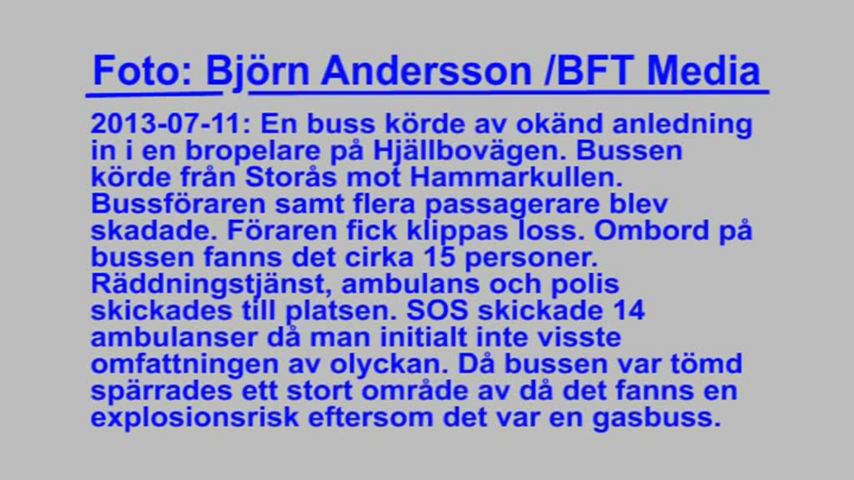 Foto: Björn Andersson /BFT Media
2013-07-11: En buss körde av okänd anledning
in i en bropelare på Hjällbovägen. Bussen
körde från Storås mot Hammarkullen.
Bussföraren samt flera passagerare blev
skadade. Föraren fick klippas loss. Ombord på
bussen fanns det cirka 15 personer.
Räddningstjänst, ambulans och polis
skickades till platsen. SOS skickade 14
ambulanser då man initialt inte visste
omfattningen av olyckan. Då bussen var tömd
spärrades ett stort område av då det fanns en
explosionsrisk eftersom det var en gasbuss.